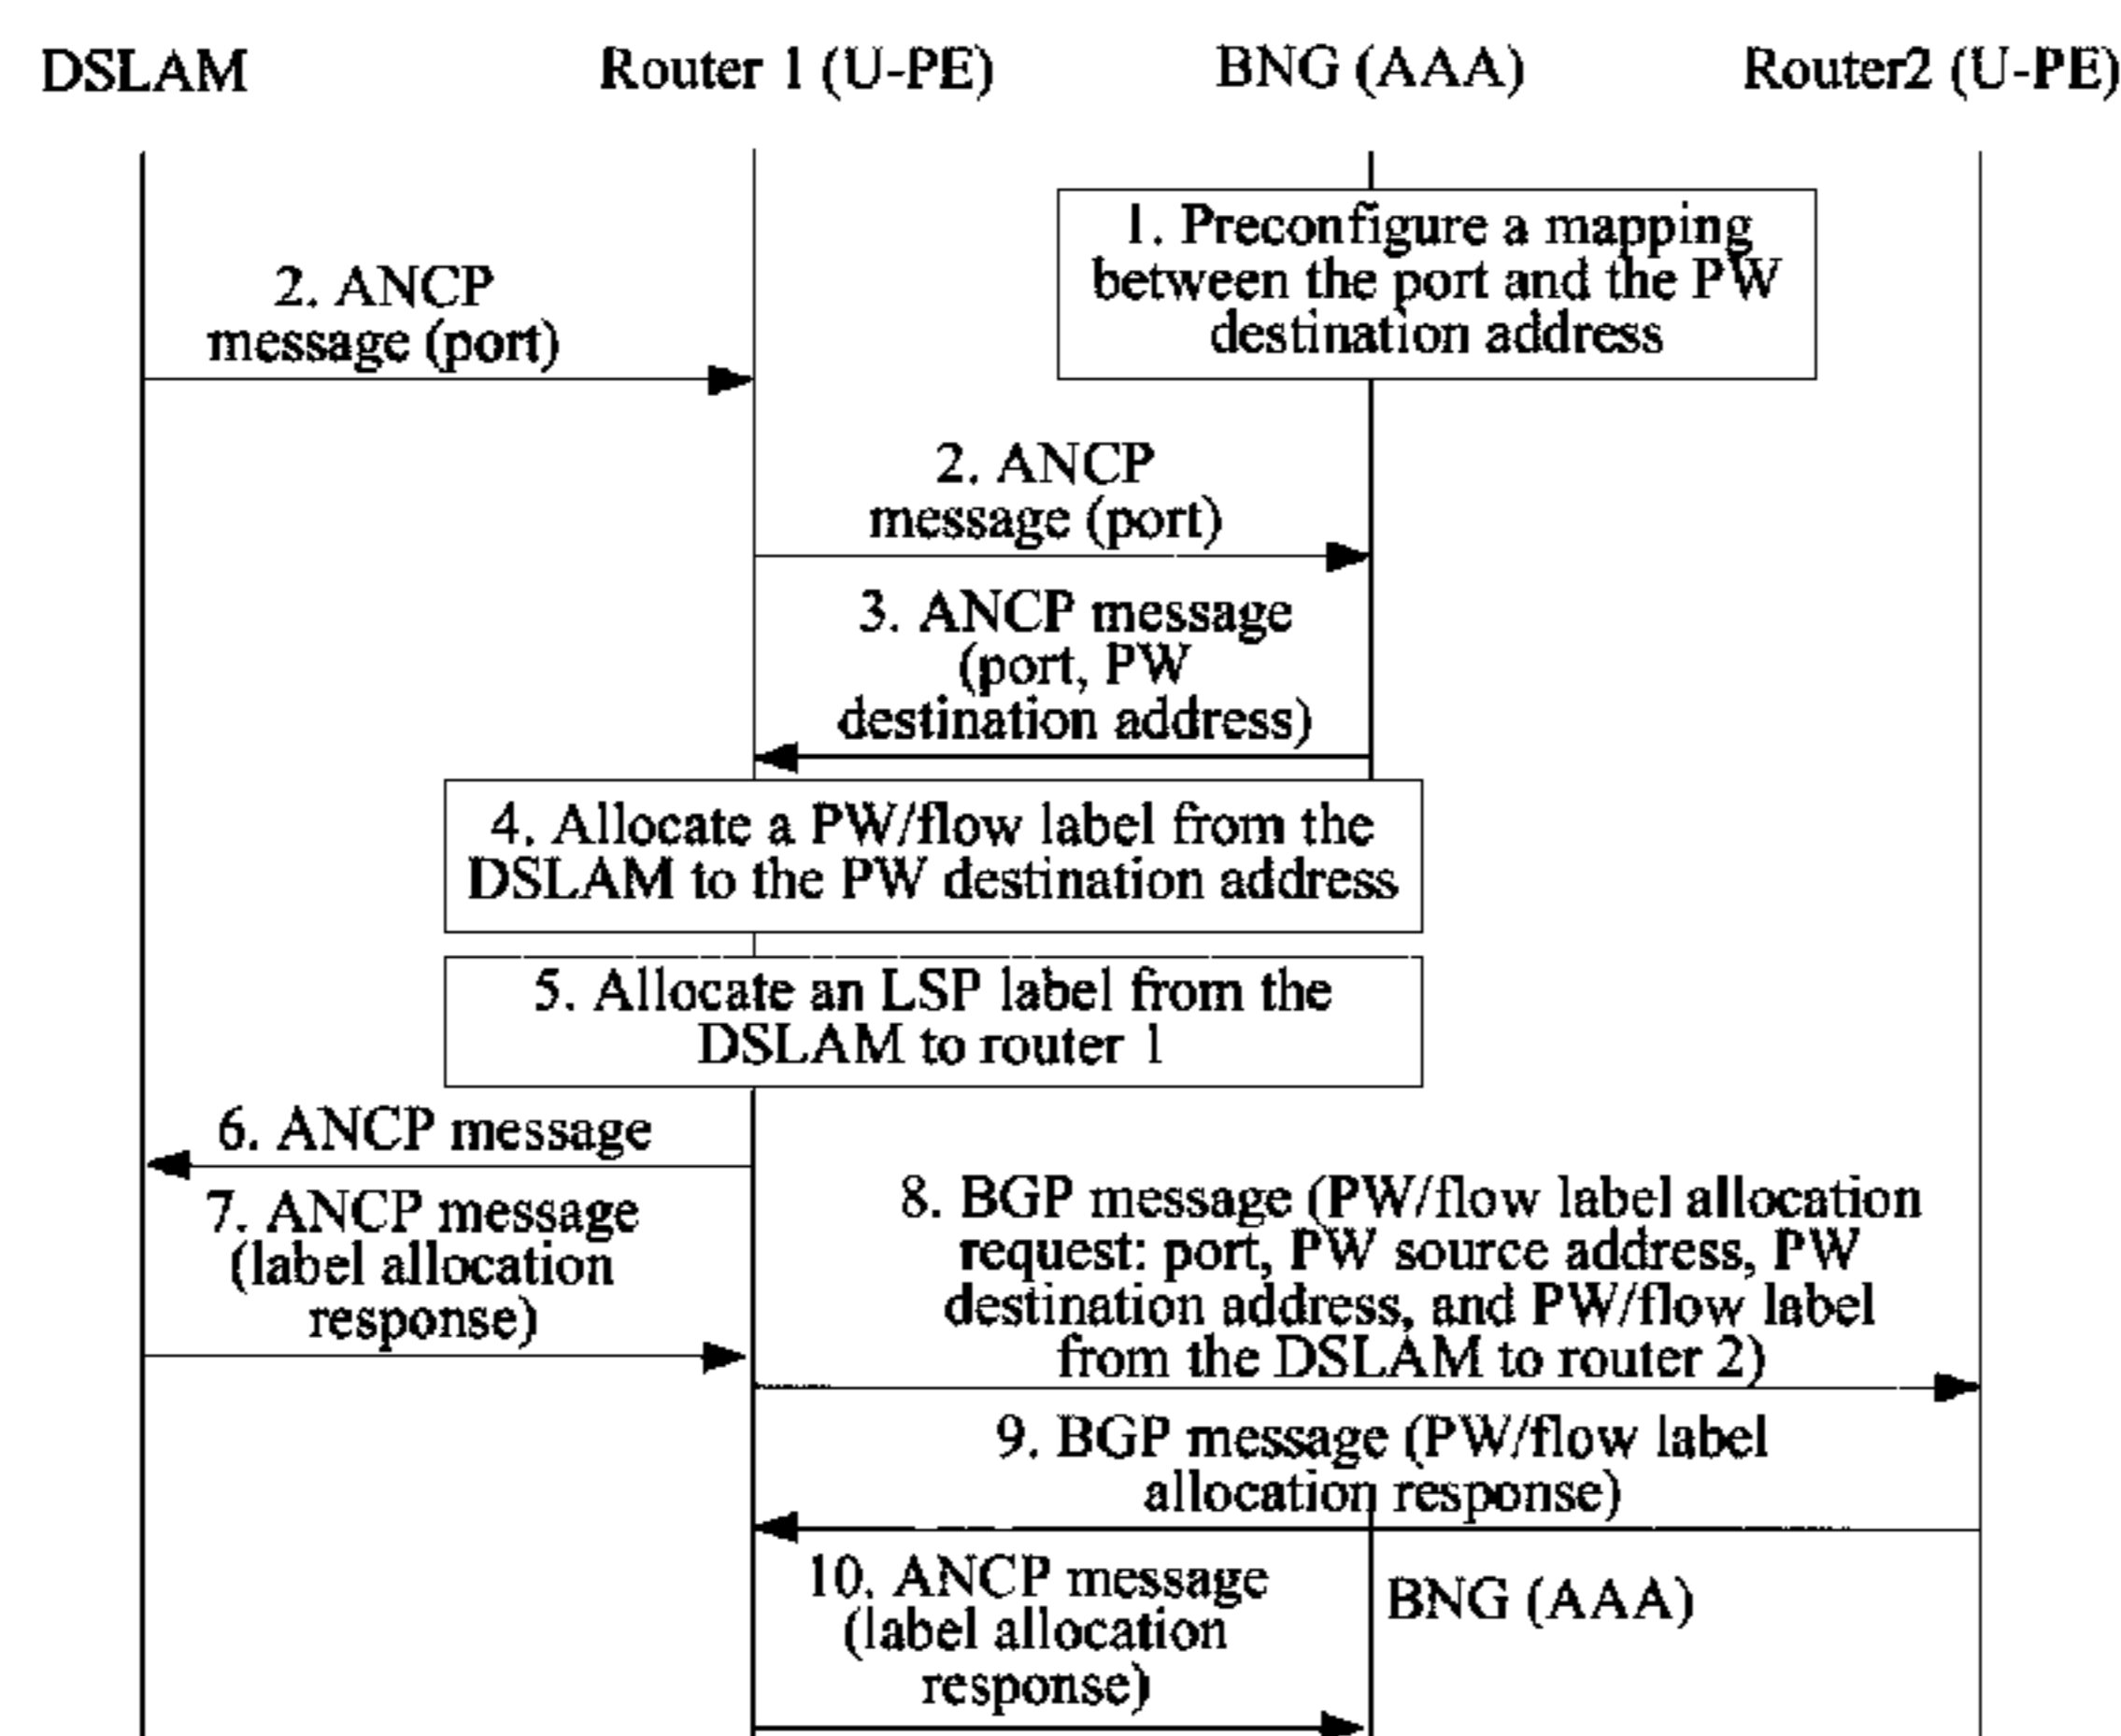 DSLAM
Router 1 (U-PE)
BNG (AAA)
Router2 (U-PE)
1. Preconfigure a mapping
between the port and the PW
destination address
2. ANCP
message (port)
2. ANCP
message (port)
3. ANCP message
(port, PW
destination address)
4. Allocate a PW/flow label from the
DSLAM to the PW destination address
5. Allocate an LSP label from the
DSLAM to router 1
6. ANCP message
7. ANCP message
(label allocation
response)
8. BGP message (PW/flow label allocation
request: port, PW source address, PW
destination address, and PW/flow label
from the DSLAM to router 2)
9. BGP message (PW/flow label
allocation response)
10. ANCP message
(label allocation
response)
BNG (AAA)